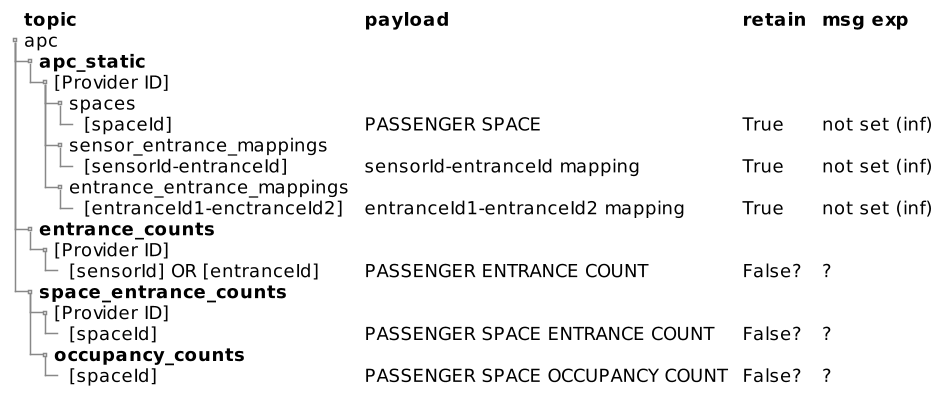 topic payload retain msg exp
apc
apc_static
[Provider ID]
spaces
[spaceId] PASSENGER SPACE True not set (inf)
sensor_entrance_mappings
[sensorId-entranceId] sensorId-entranceId mapping True not set (inf)
entrance_entrance_mappings
[entranceId1-enctranceId2] entranceId1-entranceId2 mapping True not set (inf)
entrance_counts
[Provider ID]
[sensorId] OR [entranceId] PASSENGER ENTRANCE COUNT False? ?
space_entrance_counts
[Provider ID]
[spaceId] PASSENGER SPACE ENTRANCE COUNT False? ?
occupancy_counts
[spaceId] PASSENGER SPACE OCCUPANCY COUNT False? ?